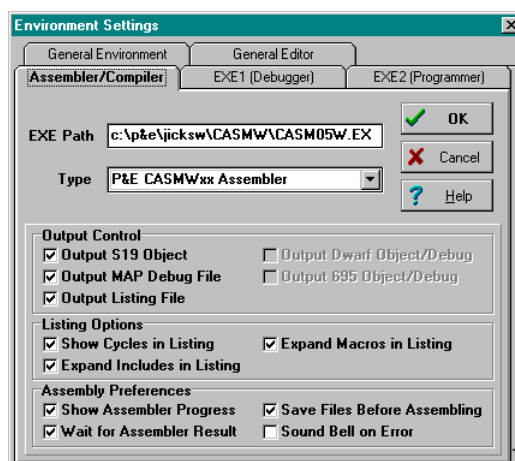 Environment Settings
General Environment General Editor
Assembler/Compiler EXE1 (Debugger) EXE2 (Programmer)
EXE Path c:\p&e\jicksw\CASMW\CASM05W.EX OK
Cancel
Type P&E CASMWxx Assembler
Help
Output Control
Output S19 Object Output Dwarf Object/Debug
Output MAP Debug File Output 695 Object/Debug
Output Listing File
Listing Options
Show Cycles in Listing Expand Macros in Listing
Expand Includes in Listing
Assembly Preferences
Show Assembler Progress Save Files Before Assembling
Wait for Assembler Result Sound Bell on Error